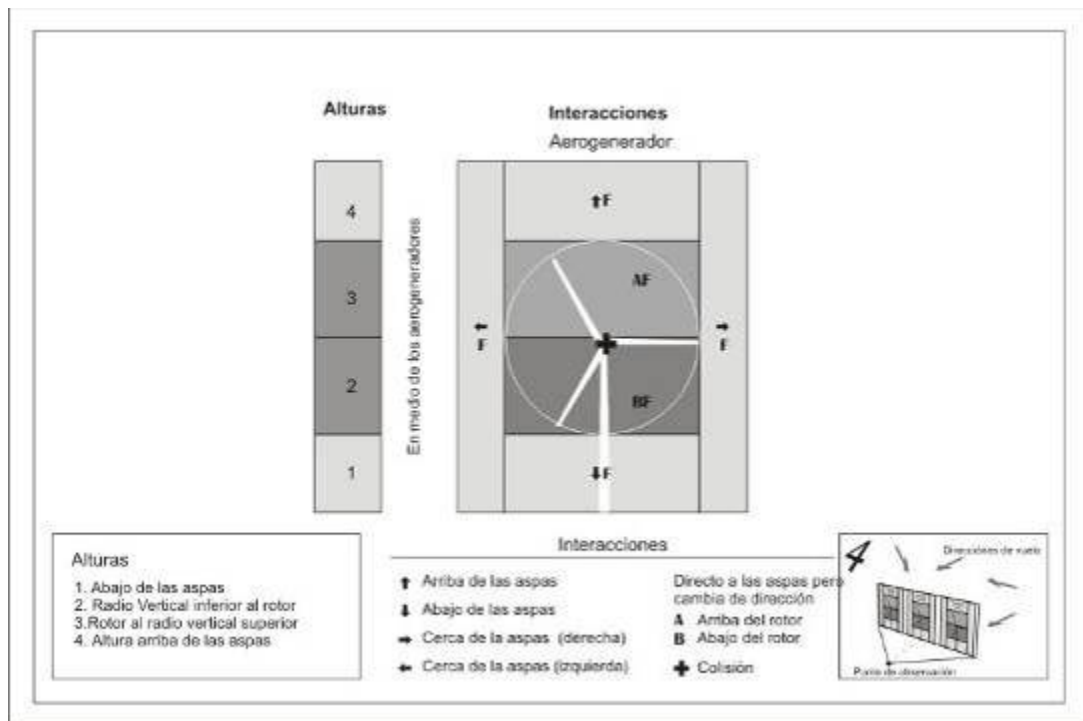 Alturas
Interacciones
Aerogenerador
4
3
2
1
En medio de los aerogeneradores
↑F
AF
←
F
→
F
BF
↓F
Alturas
1. Abajo de las aspas
2. Radio Vertical inferior al rotor
3.Rotor al radio vertical superior
4. Altura arriba de las aspas
Interacciones
↑ Arriba de las aspas
↓ Abajo de las aspas
→ Cerca de la aspas (derecha)
← Cerca de la aspas (izquierda)
Directo a las aspas pero
cambia de dirección
A Arriba del rotor
B Abajo del rotor
✚ Colisión
4
Direcciones de vuelo
Punto de observación